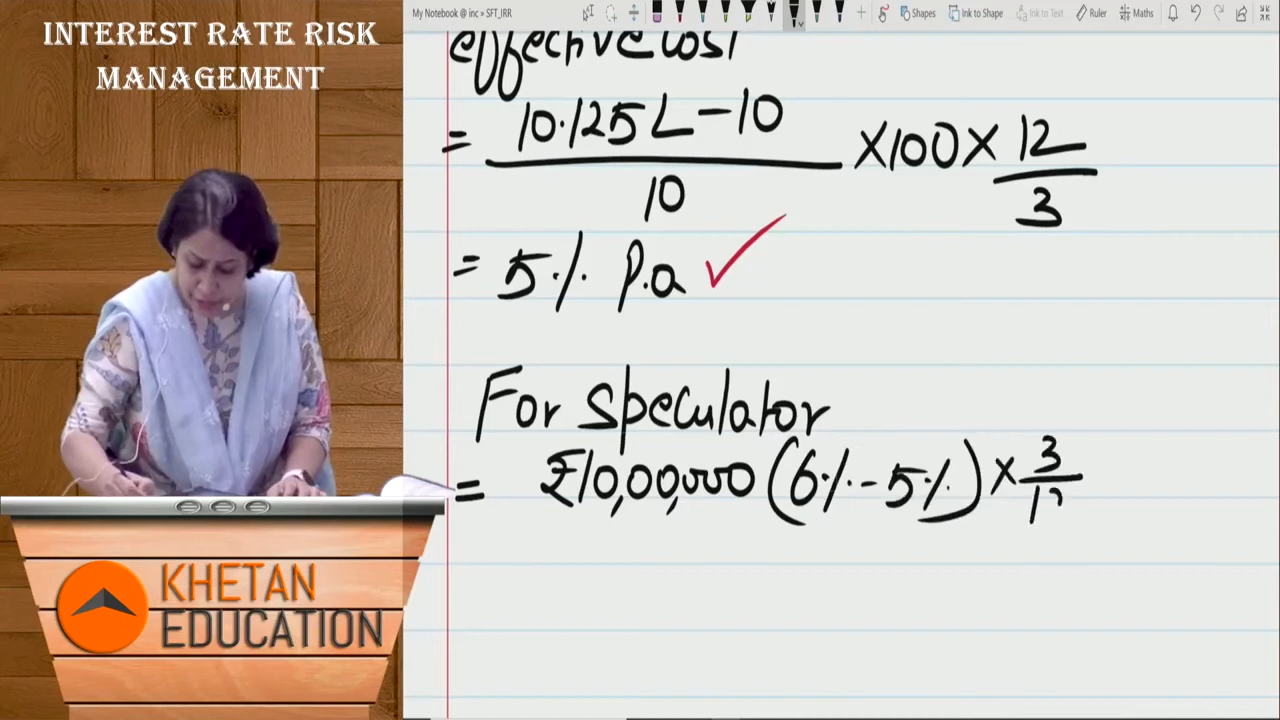 INTEREST RATE RISK
MANAGEMENT
My Notebook @ inc » SFT_IRR
Shapes
Ink to Shape
Ink to Text
Ruler
Maths
effective cost
= 10.125L - 10 / 10 × 100 × 12 / 3
= 5% P.a ✓
For speculator
= ₹10,00,000 (6% - 5%) × 3 / 12
KHETAN
EDUCATION